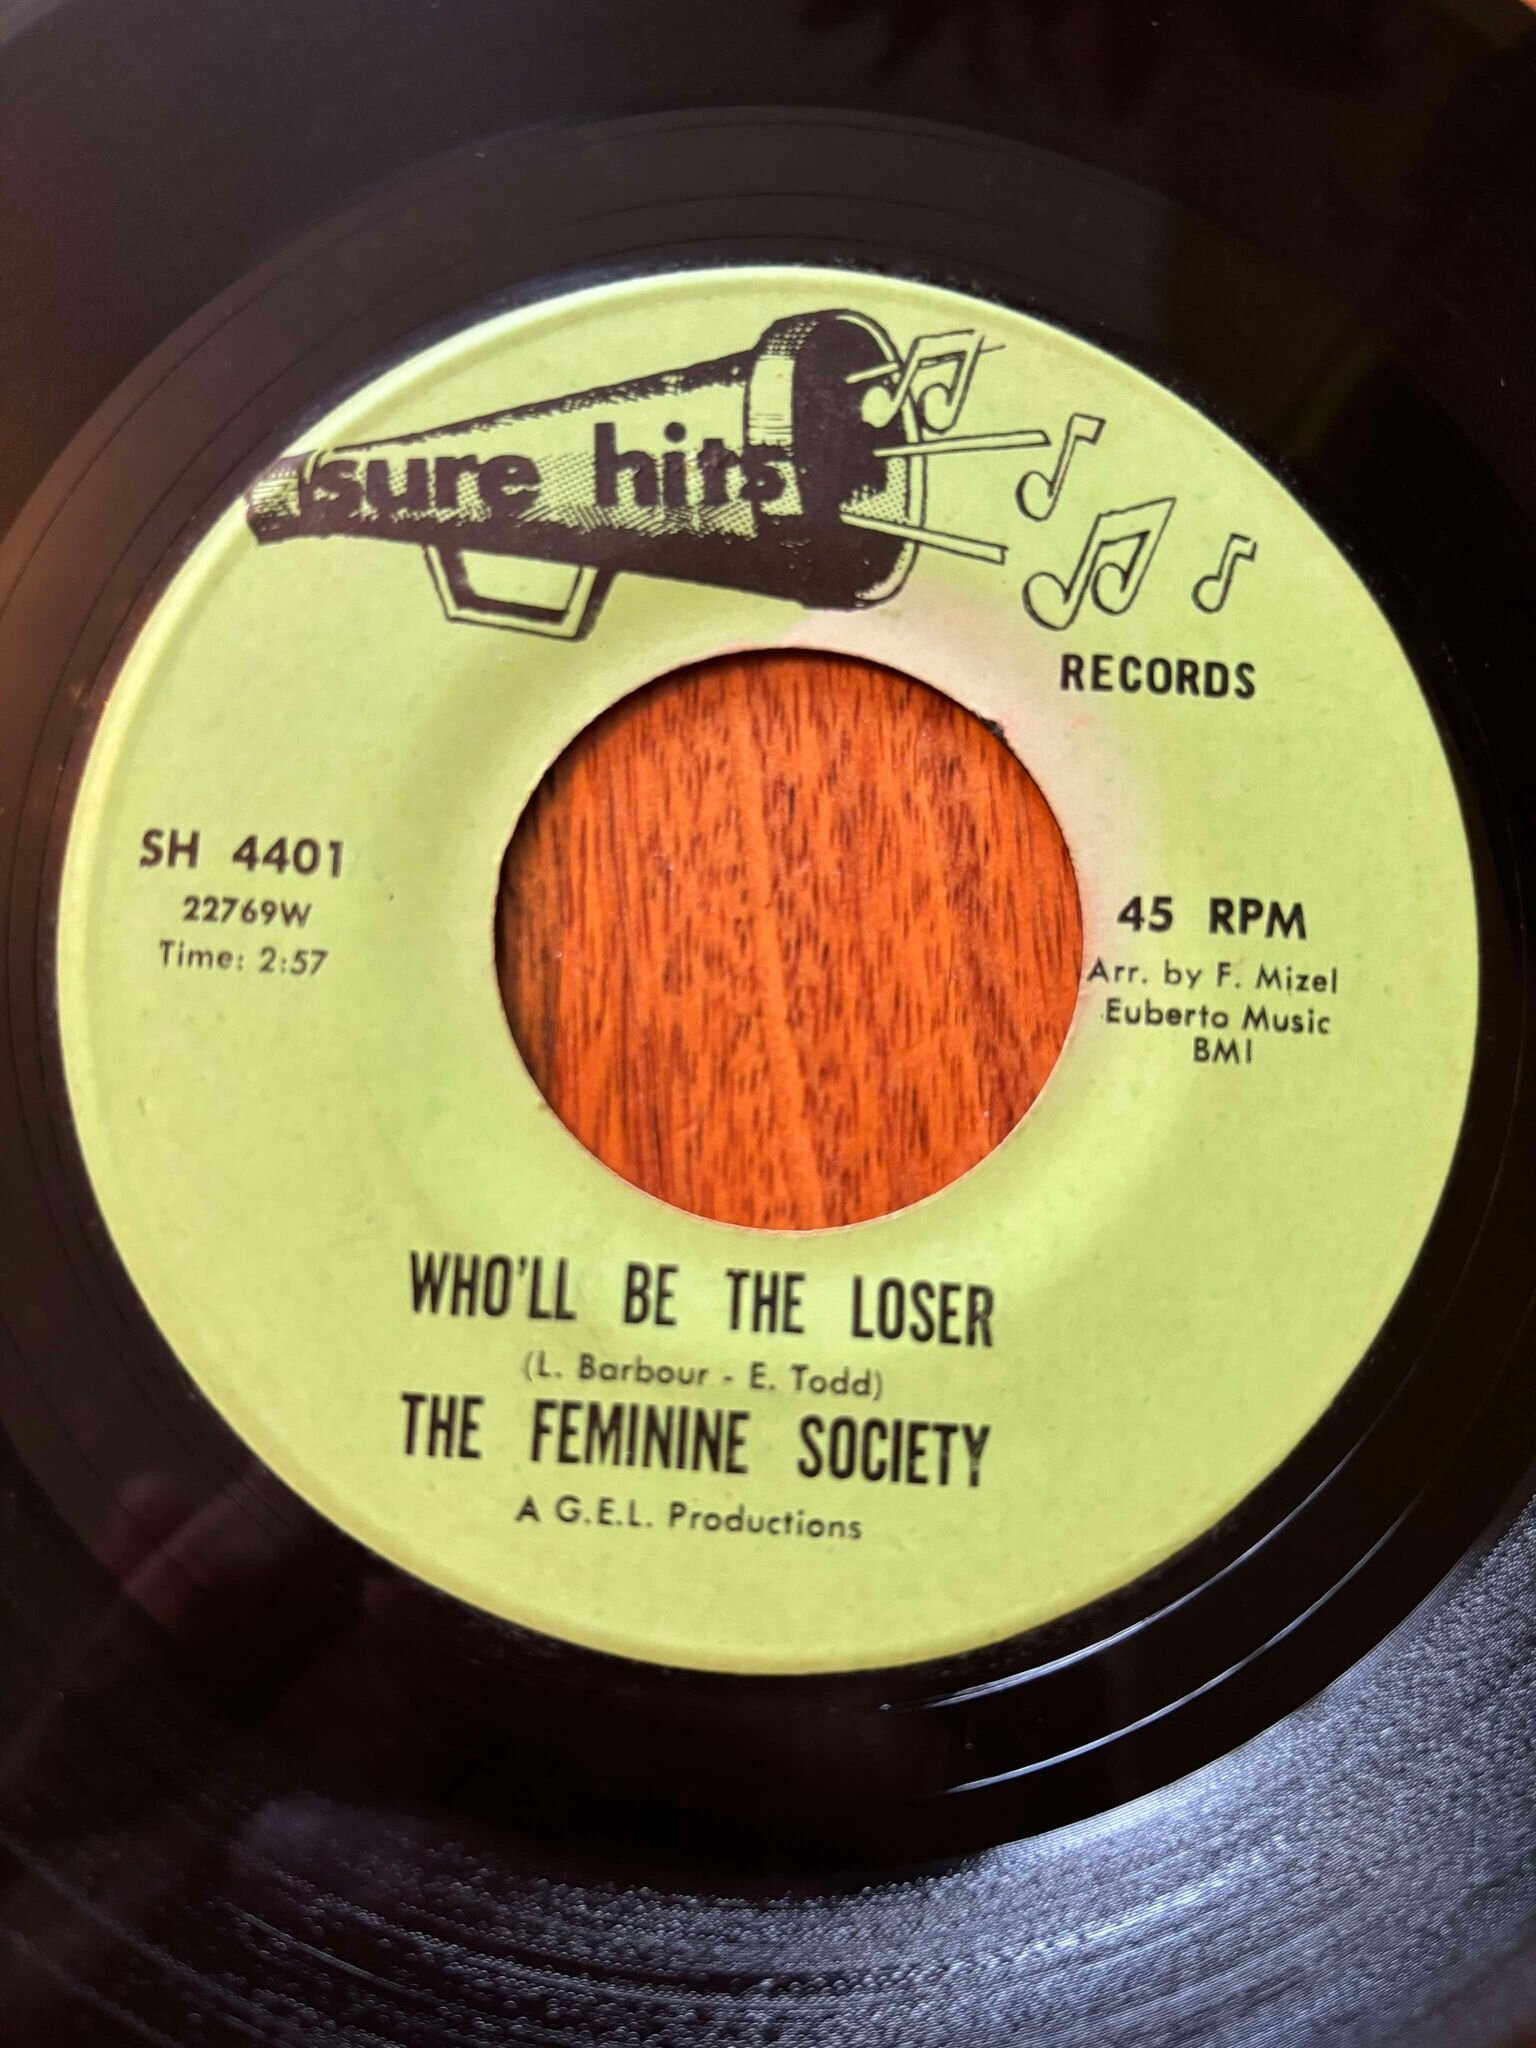 sure hits
RECORDS
SH 4401
22769W
Time: 2:57
45 RPM
Arr. by F. Mizel
Euberto Music
BMI
WHO'LL BE THE LOSER
(L. Barbour - E. Todd)
THE FEMININE SOCIETY
A G.E.L. Productions